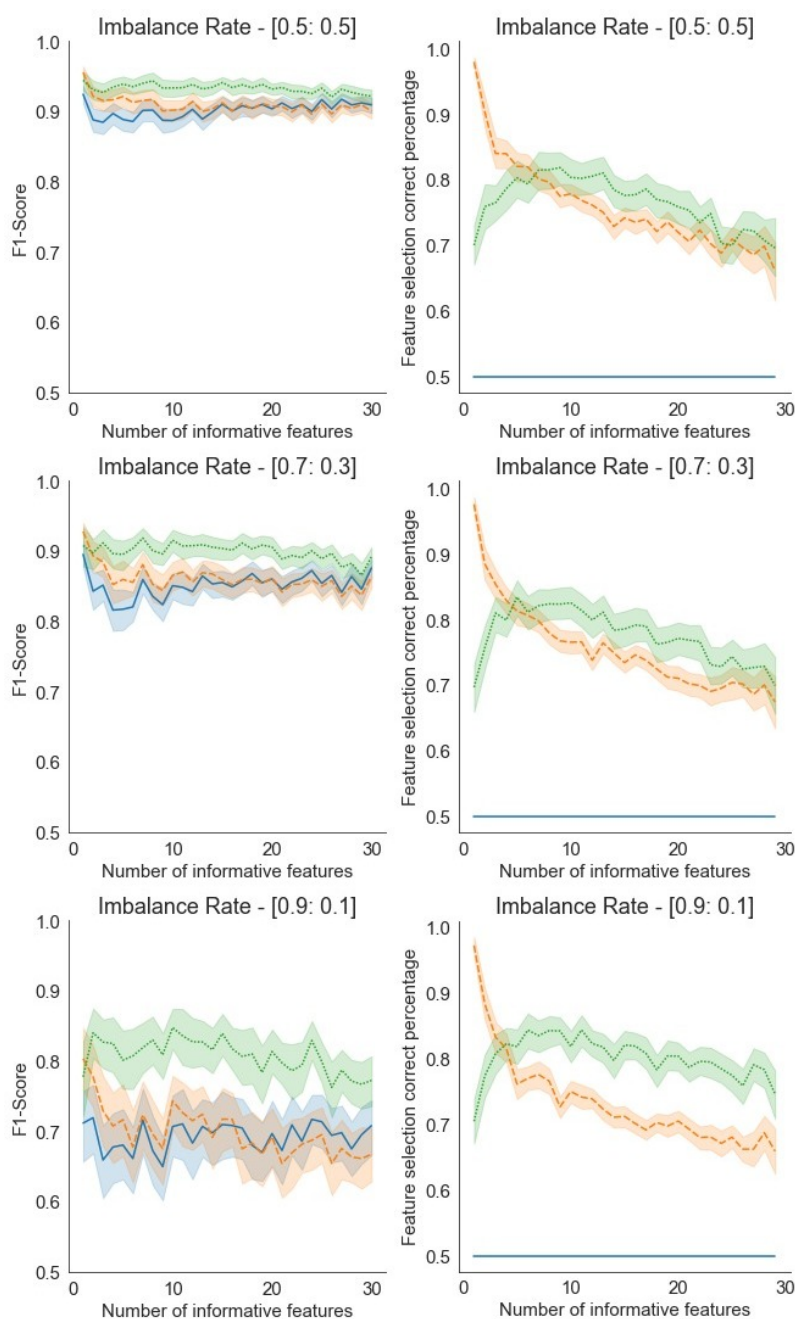 Imbalance Rate - [0.5: 0.5]
1.0
0.9
0.8
0.7
0.6
0.5
F1-Score
0 10 20 30
Number of informative features
Imbalance Rate - [0.5: 0.5]
1.0
0.9
0.8
0.7
0.6
0.5
Feature selection correct percentage
0 10 20 30
Number of informative features
Imbalance Rate - [0.7: 0.3]
1.0
0.9
0.8
0.7
0.6
0.5
F1-Score
0 10 20 30
Number of informative features
Imbalance Rate - [0.7: 0.3]
1.0
0.9
0.8
0.7
0.6
0.5
Feature selection correct percentage
0 10 20 30
Number of informative features
Imbalance Rate - [0.9: 0.1]
1.0
0.9
0.8
0.7
0.6
0.5
F1-Score
0 10 20 30
Number of informative features
Imbalance Rate - [0.9: 0.1]
1.0
0.9
0.8
0.7
0.6
0.5
Feature selection correct percentage
0 10 20 30
Number of informative features